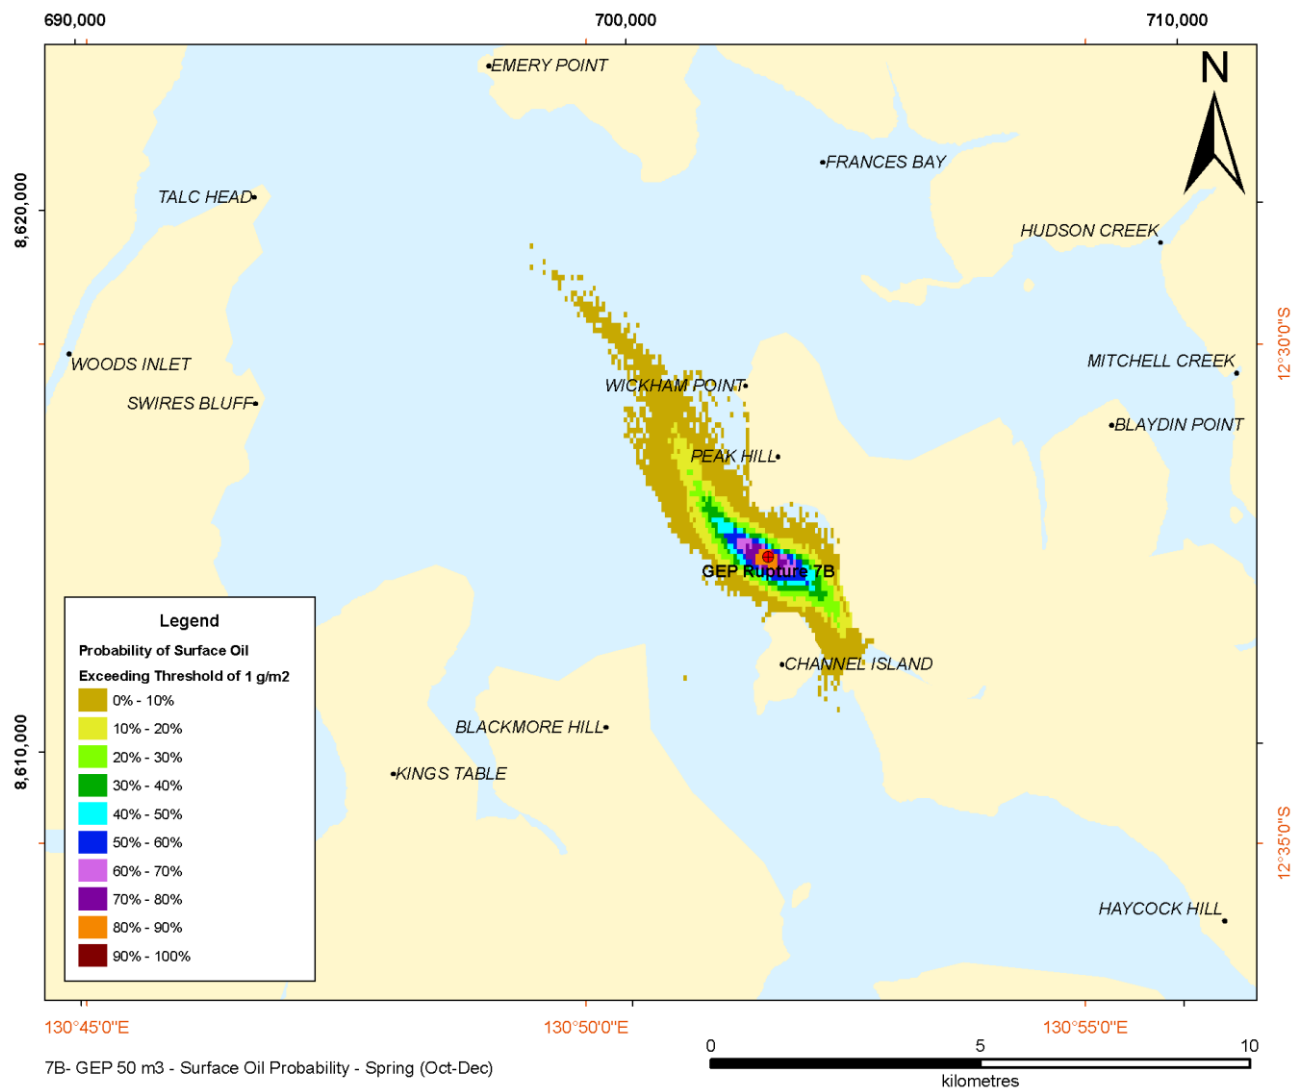 690,000
700,000
710,000
EMERY POINT
N
FRANCES BAY
TALC HEAD
8,620,000
HUDSON CREEK
12°30'0"S
WOODS INLET
WICKHAM POINT
MITCHELL CREEK
SWIRES BLUFF
BLAYDIN POINT
PEAK HILL
GEP Rupture 7B
Legend
Probability of Surface Oil
Exceeding Threshold of 1 g/m2
0% - 10%
10% - 20%
20% - 30%
30% - 40%
40% - 50%
50% - 60%
60% - 70%
70% - 80%
80% - 90%
90% - 100%
CHANNEL ISLAND
BLACKMORE HILL
8,610,000
KINGS TABLE
12°35'0"S
HAYCOCK HILL
130°45'0"E
130°50'0"E
130°55'0"E
0
5
10
kilometres
7B- GEP 50 m3 - Surface Oil Probability - Spring (Oct-Dec)